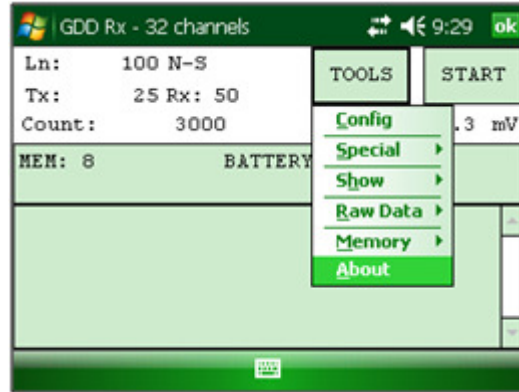 GDD Rx - 32 channels 9:29 ok
Ln: 100 N-S
TOOLS START
Tx: 25 Rx: 50
Count: 3000 .3 mV
MEM: 8 BATTERY
Config
Special
Show
Raw Data
Memory
About